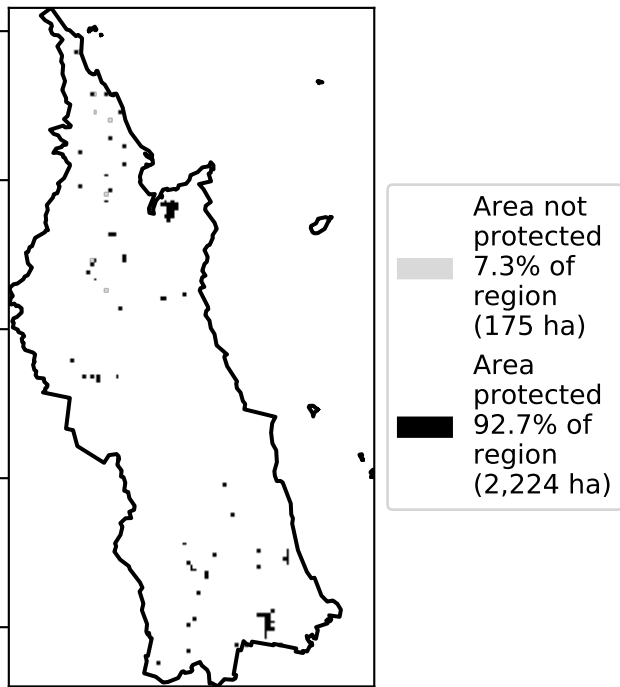 Area not
protected
7.3% of
region
(175 ha)
Area
protected
92.7% of
region
(2,224 ha)